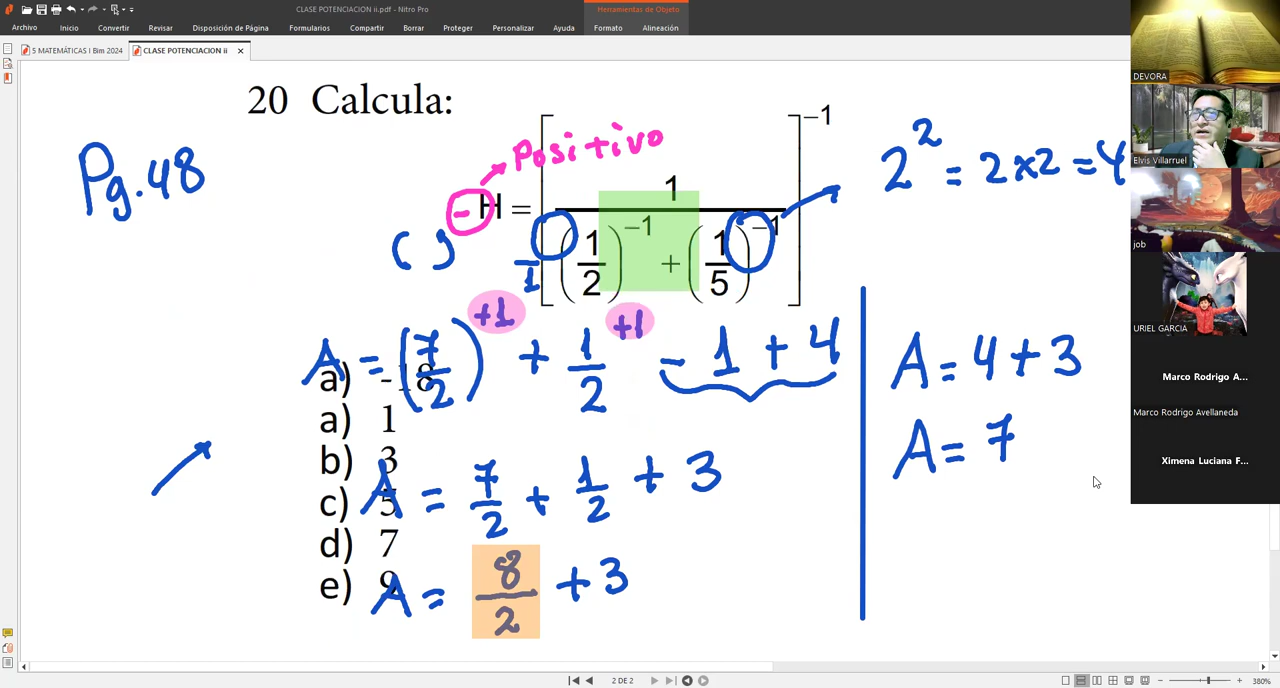 CLASE POTENCIACION ii.pdf - Nitro Pro
Herramientas de Objeto
Archivo Inicio Convertir Revisar Disposición de Página Formularios Compartir Borrar Proteger Personalizar Ayuda Formato Alineación
5 MATEMÁTICAS I Bim 2024 CLASE POTENCIACION ii
DEVORA
Elvis Villarruel
job
URIEL GARCIA
Marco Rodrigo A...
Marco Rodrigo Avellaneda
Ximena Luciana F...
20 Calcula:
Pg.48
Positivo
( ) - H = [ 1 / ( (1/2)^-1 + (1/5)^-1 ) ]^-1
1
2^2 = 2x2 = 4
A = (7/2)^+1 + 1/2^+1 - 1 + 4
A = 7/2 + 1/2 + 3
A = 8/2 + 3
A = 4 + 3
A = 7
a) -18
a) 1
b) 3
c) 5
d) 7
e) 9
2 DE 2
380%